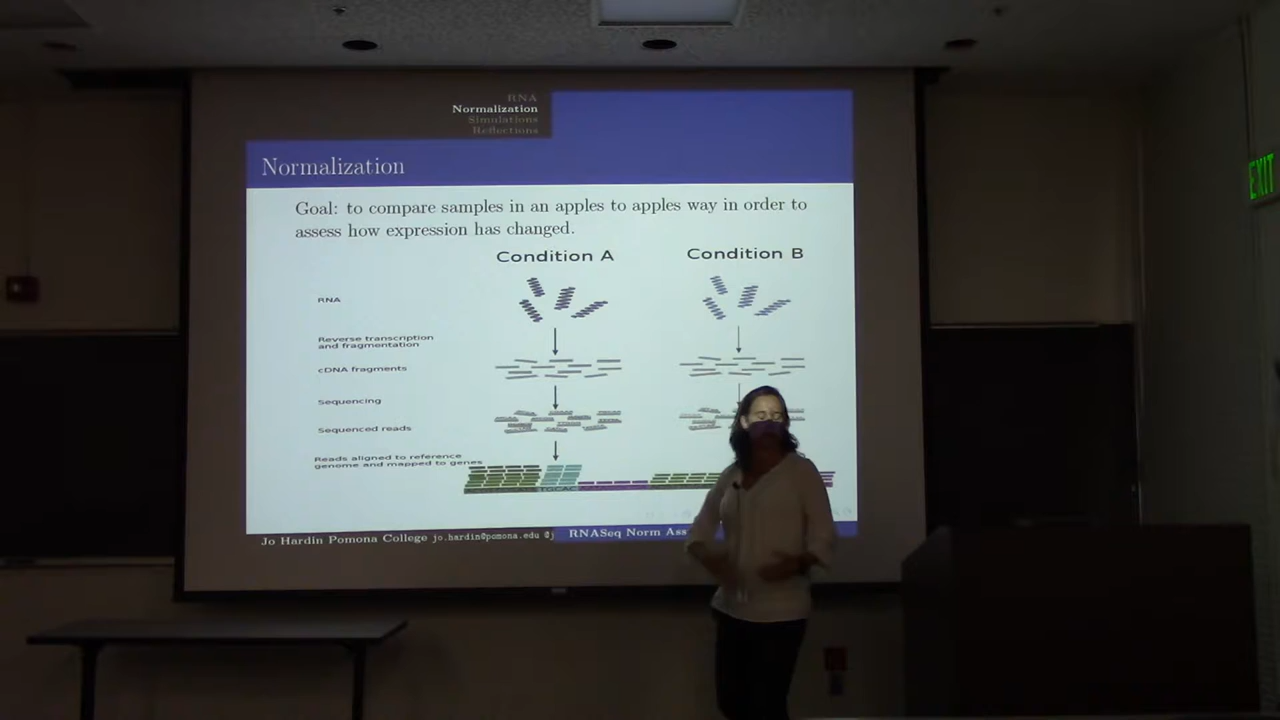 RNA
Normalization
Simulations
Reflections
Normalization
Goal: to compare samples in an apples to apples way in order to
assess how expression has changed.
Condition A
Condition B
RNA
Reverse transcription
and fragmentation
cDNA fragments
Sequencing
Sequenced reads
Reads aligned to reference
genome and mapped to genes
Jo Hardin Pomona College jo.hardin@pomona.edu @j
RNASeq Norm Ass
EXIT